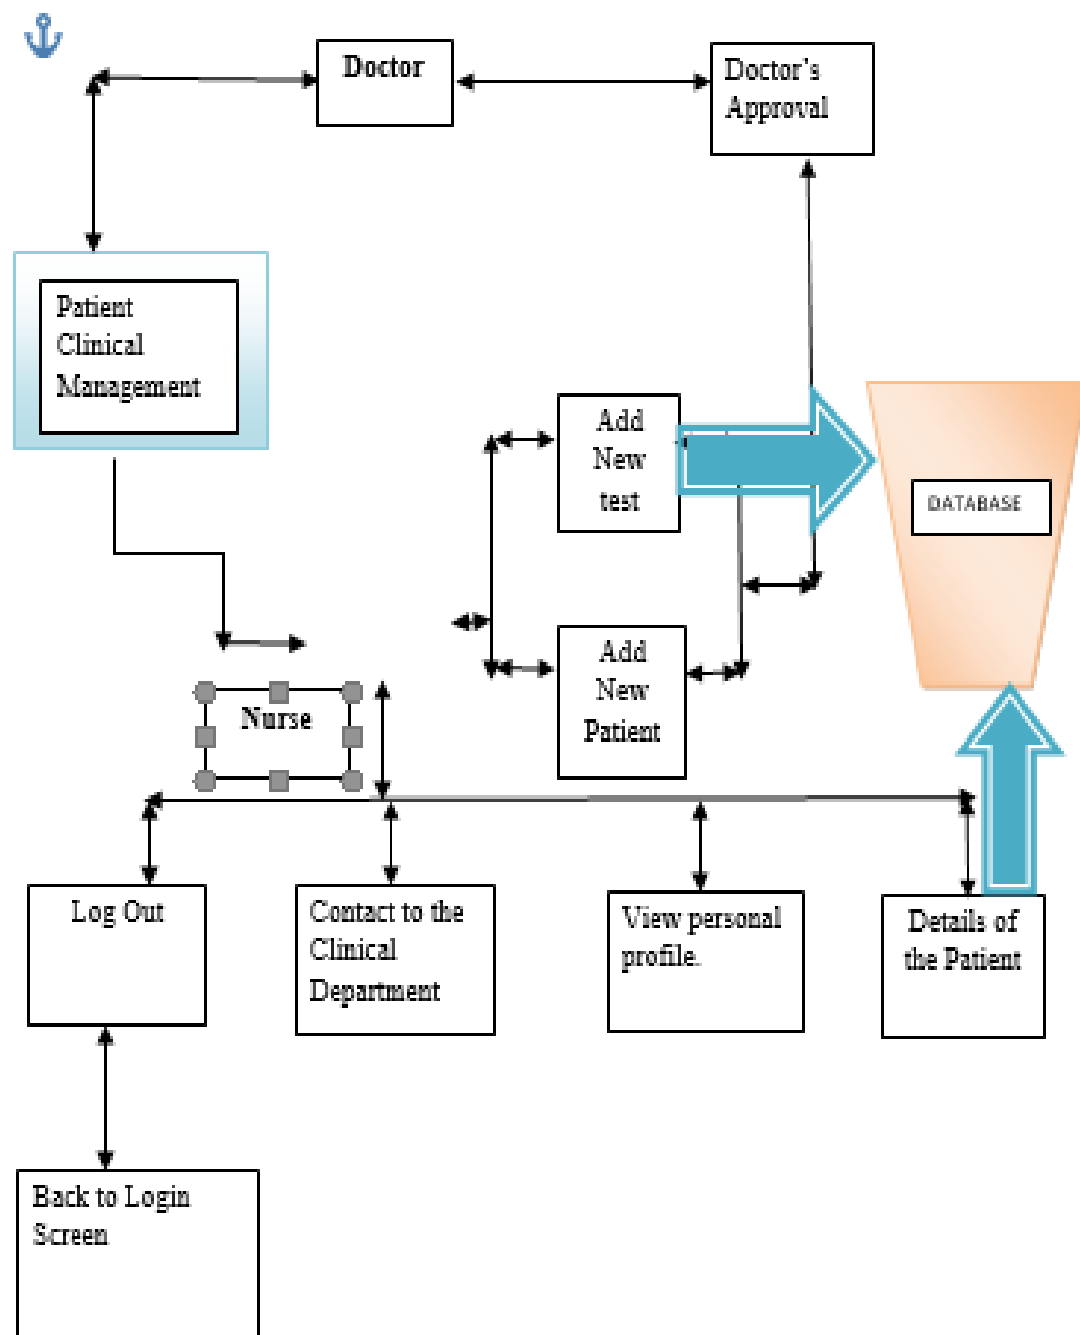 Doctor
Doctor's
Approval
Patient
Clinical
Management
Add
New
test
DATABASE
Add
New
Patient
Nurse
Log Out
Contact to the
Clinical
Department
View personal
profile.
Details of
the Patient
Back to Login
Screen